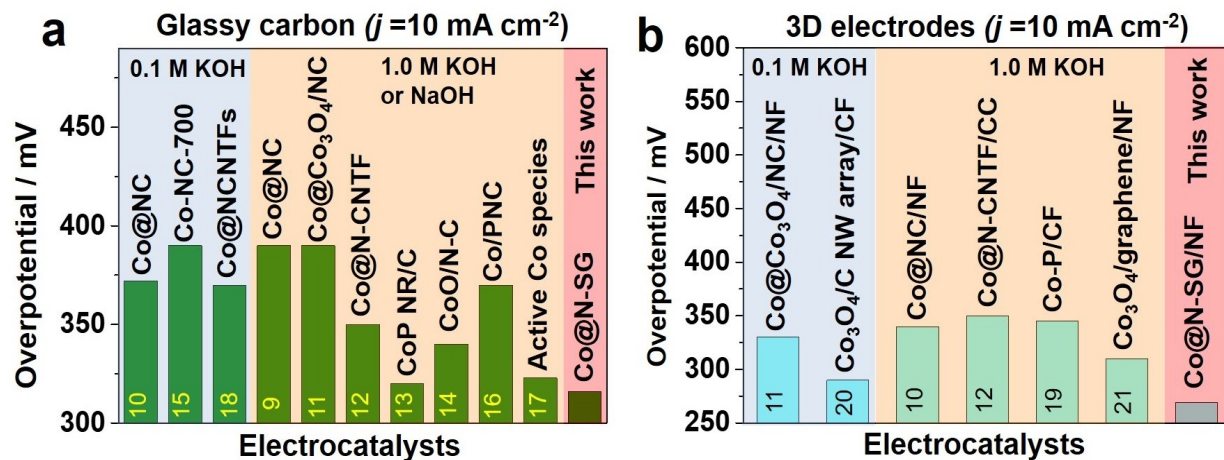 a
Glassy carbon (j =10 mA cm⁻²)
0.1 M KOH
1.0 M KOH
or NaOH
This work
Overpotential / mV
450
400
350
300
Co@NC
Co-NC-700
Co@NCNTFs
Co@NC
Co@Co₃O₄/NC
Co@N-CNTF
CoP NR/C
CoO/N-C
Co/PNC
Active Co species
Co@N-SG
10
15
18
9
11
12
13
14
16
17
Electrocatalysts
b
3D electrodes (j =10 mA cm⁻²)
0.1 M KOH
1.0 M KOH
This work
Overpotential / mV
600
550
500
450
400
350
300
250
Co@Co₃O₄/NC/NF
Co₃O₄/C NW array/CF
Co@NC/NF
Co@N-CNTF/CC
Co-P/CF
Co₃O₄/graphene/NF
Co@N-SG/NF
11
20
10
12
19
21
Electrocatalysts